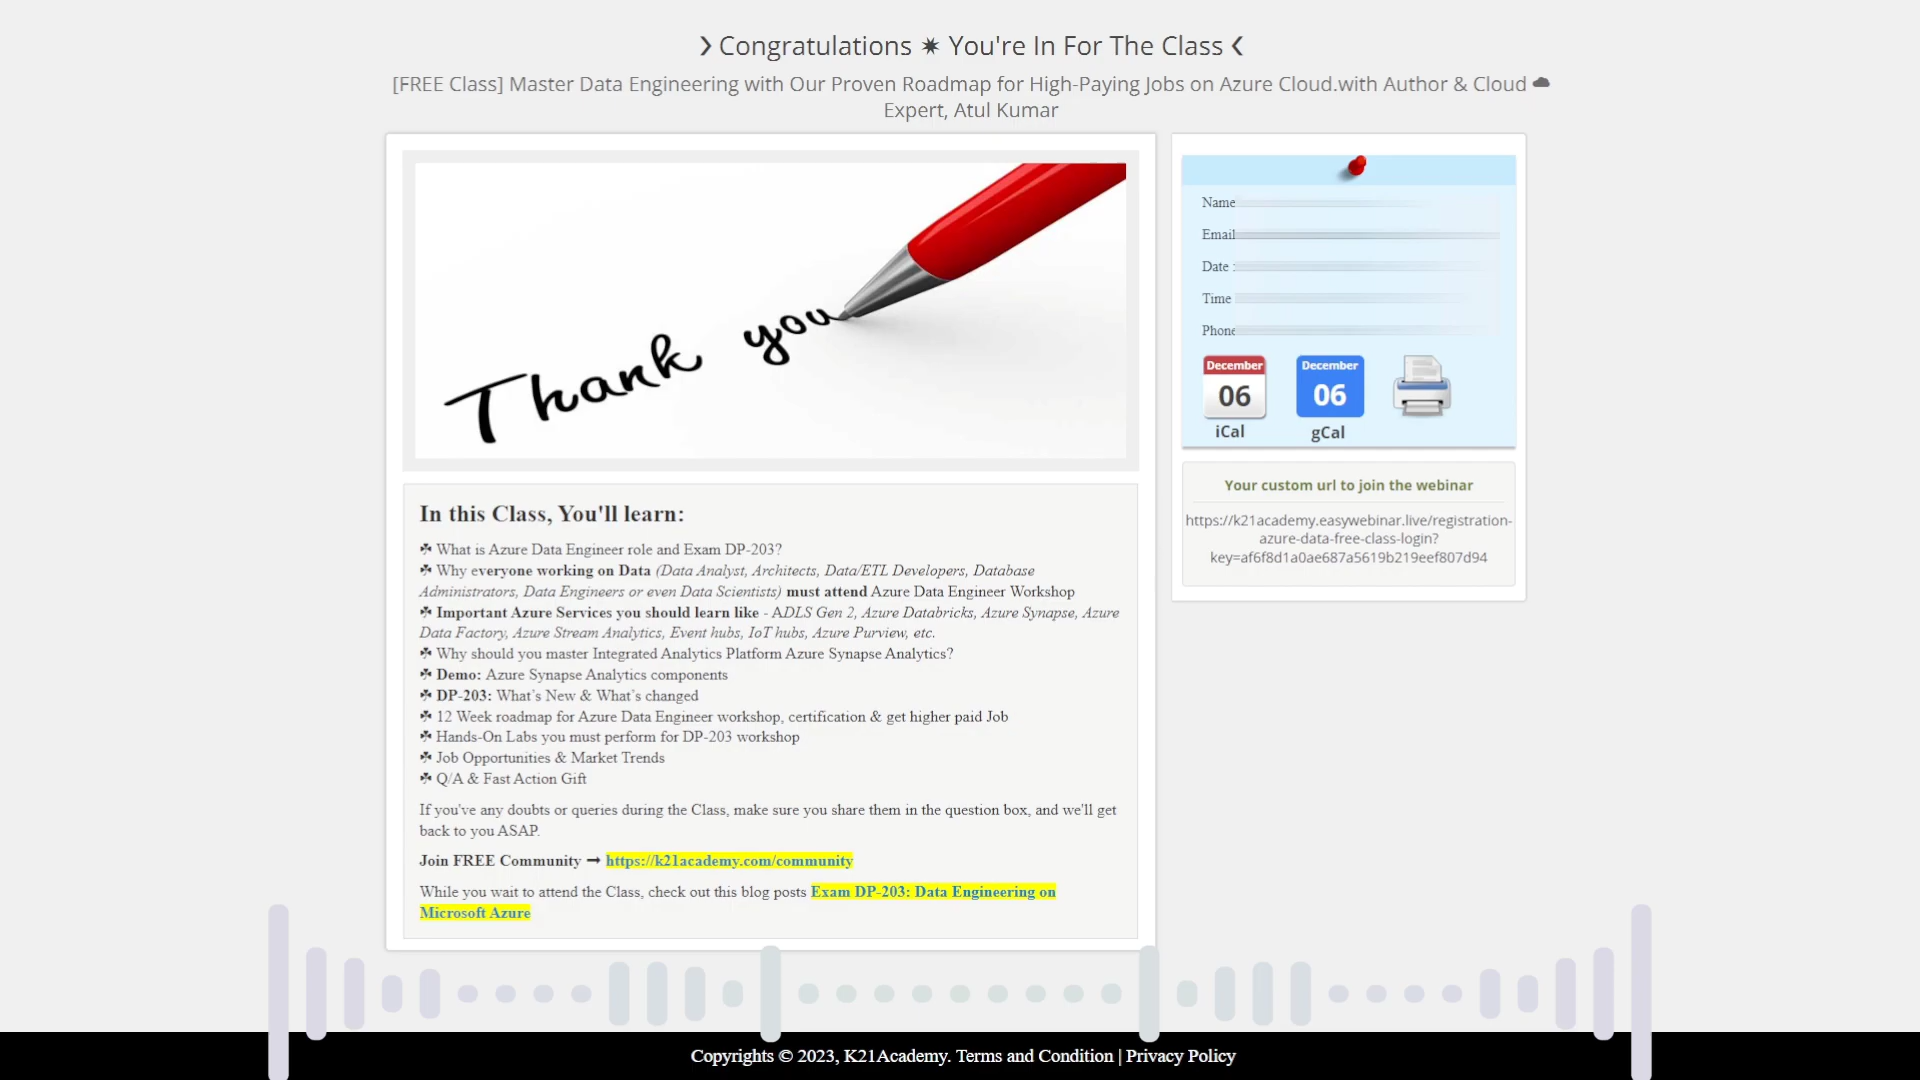 ❯ Congratulations ✷ You're In For The Class ❮
[FREE Class] Master Data Engineering with Our Proven Roadmap for High-Paying Jobs on Azure Cloud.with Author & Cloud
Expert, Atul Kumar
Thank you
In this Class, You'll learn:
☘ What is Azure Data Engineer role and Exam DP-203?
☘ Why everyone working on Data (Data Analyst, Architects, Data/ETL Developers, Database
Administrators, Data Engineers or even Data Scientists) must attend Azure Data Engineer Workshop
☘ Important Azure Services you should learn like - ADLS Gen 2, Azure Databricks, Azure Synapse, Azure
Data Factory, Azure Stream Analytics, Event hubs, IoT hubs, Azure Purview, etc.
☘ Why should you master Integrated Analytics Platform Azure Synapse Analytics?
☘ Demo: Azure Synapse Analytics components
☘ DP-203: What's New & What's changed
☘ 12 Week roadmap for Azure Data Engineer workshop, certification & get higher paid Job
☘ Hands-On Labs you must perform for DP-203 workshop
☘ Job Opportunities & Market Trends
☘ Q/A & Fast Action Gift
If you've any doubts or queries during the Class, make sure you share them in the question box, and we'll get
back to you ASAP.
Join FREE Community ➞ https://k21academy.com/community
While you wait to attend the Class, check out this blog posts Exam DP-203: Data Engineering on
Microsoft Azure
Name
Email
Date :
Time
Phone
December December
06 06
iCal gCal
Your custom url to join the webinar
https://k21academy.easywebinar.live/registration-
azure-data-free-class-login?
key=af6f8d1a0ae687a5619b219eef807d94
Copyrights © 2023, K21Academy. Terms and Condition | Privacy Policy